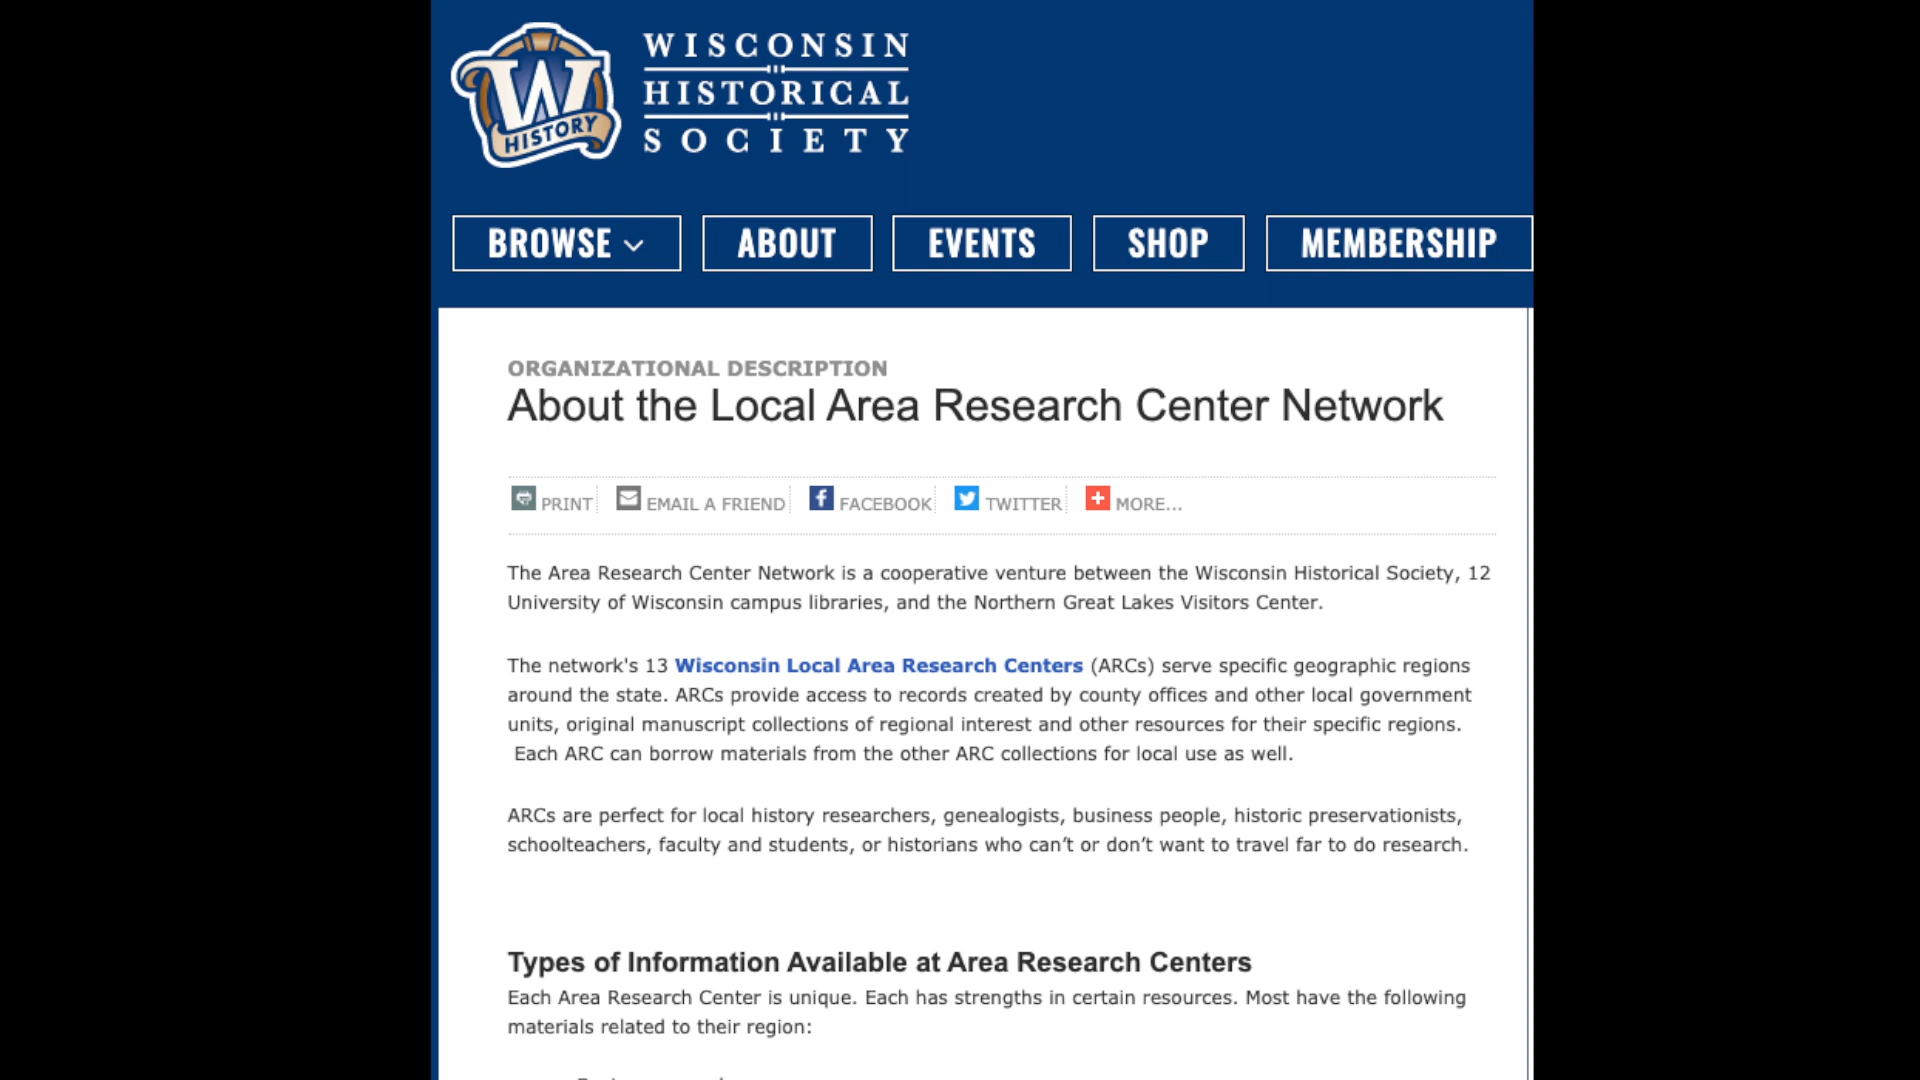 WISCONSIN
HISTORICAL
SOCIETY
W
HISTORY
BROWSE
ABOUT
EVENTS
SHOP
MEMBERSHIP
ORGANIZATIONAL DESCRIPTION
About the Local Area Research Center Network
PRINT
EMAIL A FRIEND
FACEBOOK
TWITTER
MORE...
The Area Research Center Network is a cooperative venture between the Wisconsin Historical Society, 12
University of Wisconsin campus libraries, and the Northern Great Lakes Visitors Center.
The network's 13 Wisconsin Local Area Research Centers (ARCs) serve specific geographic regions
around the state. ARCs provide access to records created by county offices and other local government
units, original manuscript collections of regional interest and other resources for their specific regions.
Each ARC can borrow materials from the other ARC collections for local use as well.
ARCs are perfect for local history researchers, genealogists, business people, historic preservationists,
schoolteachers, faculty and students, or historians who can’t or don’t want to travel far to do research.
Types of Information Available at Area Research Centers
Each Area Research Center is unique. Each has strengths in certain resources. Most have the following
materials related to their region: